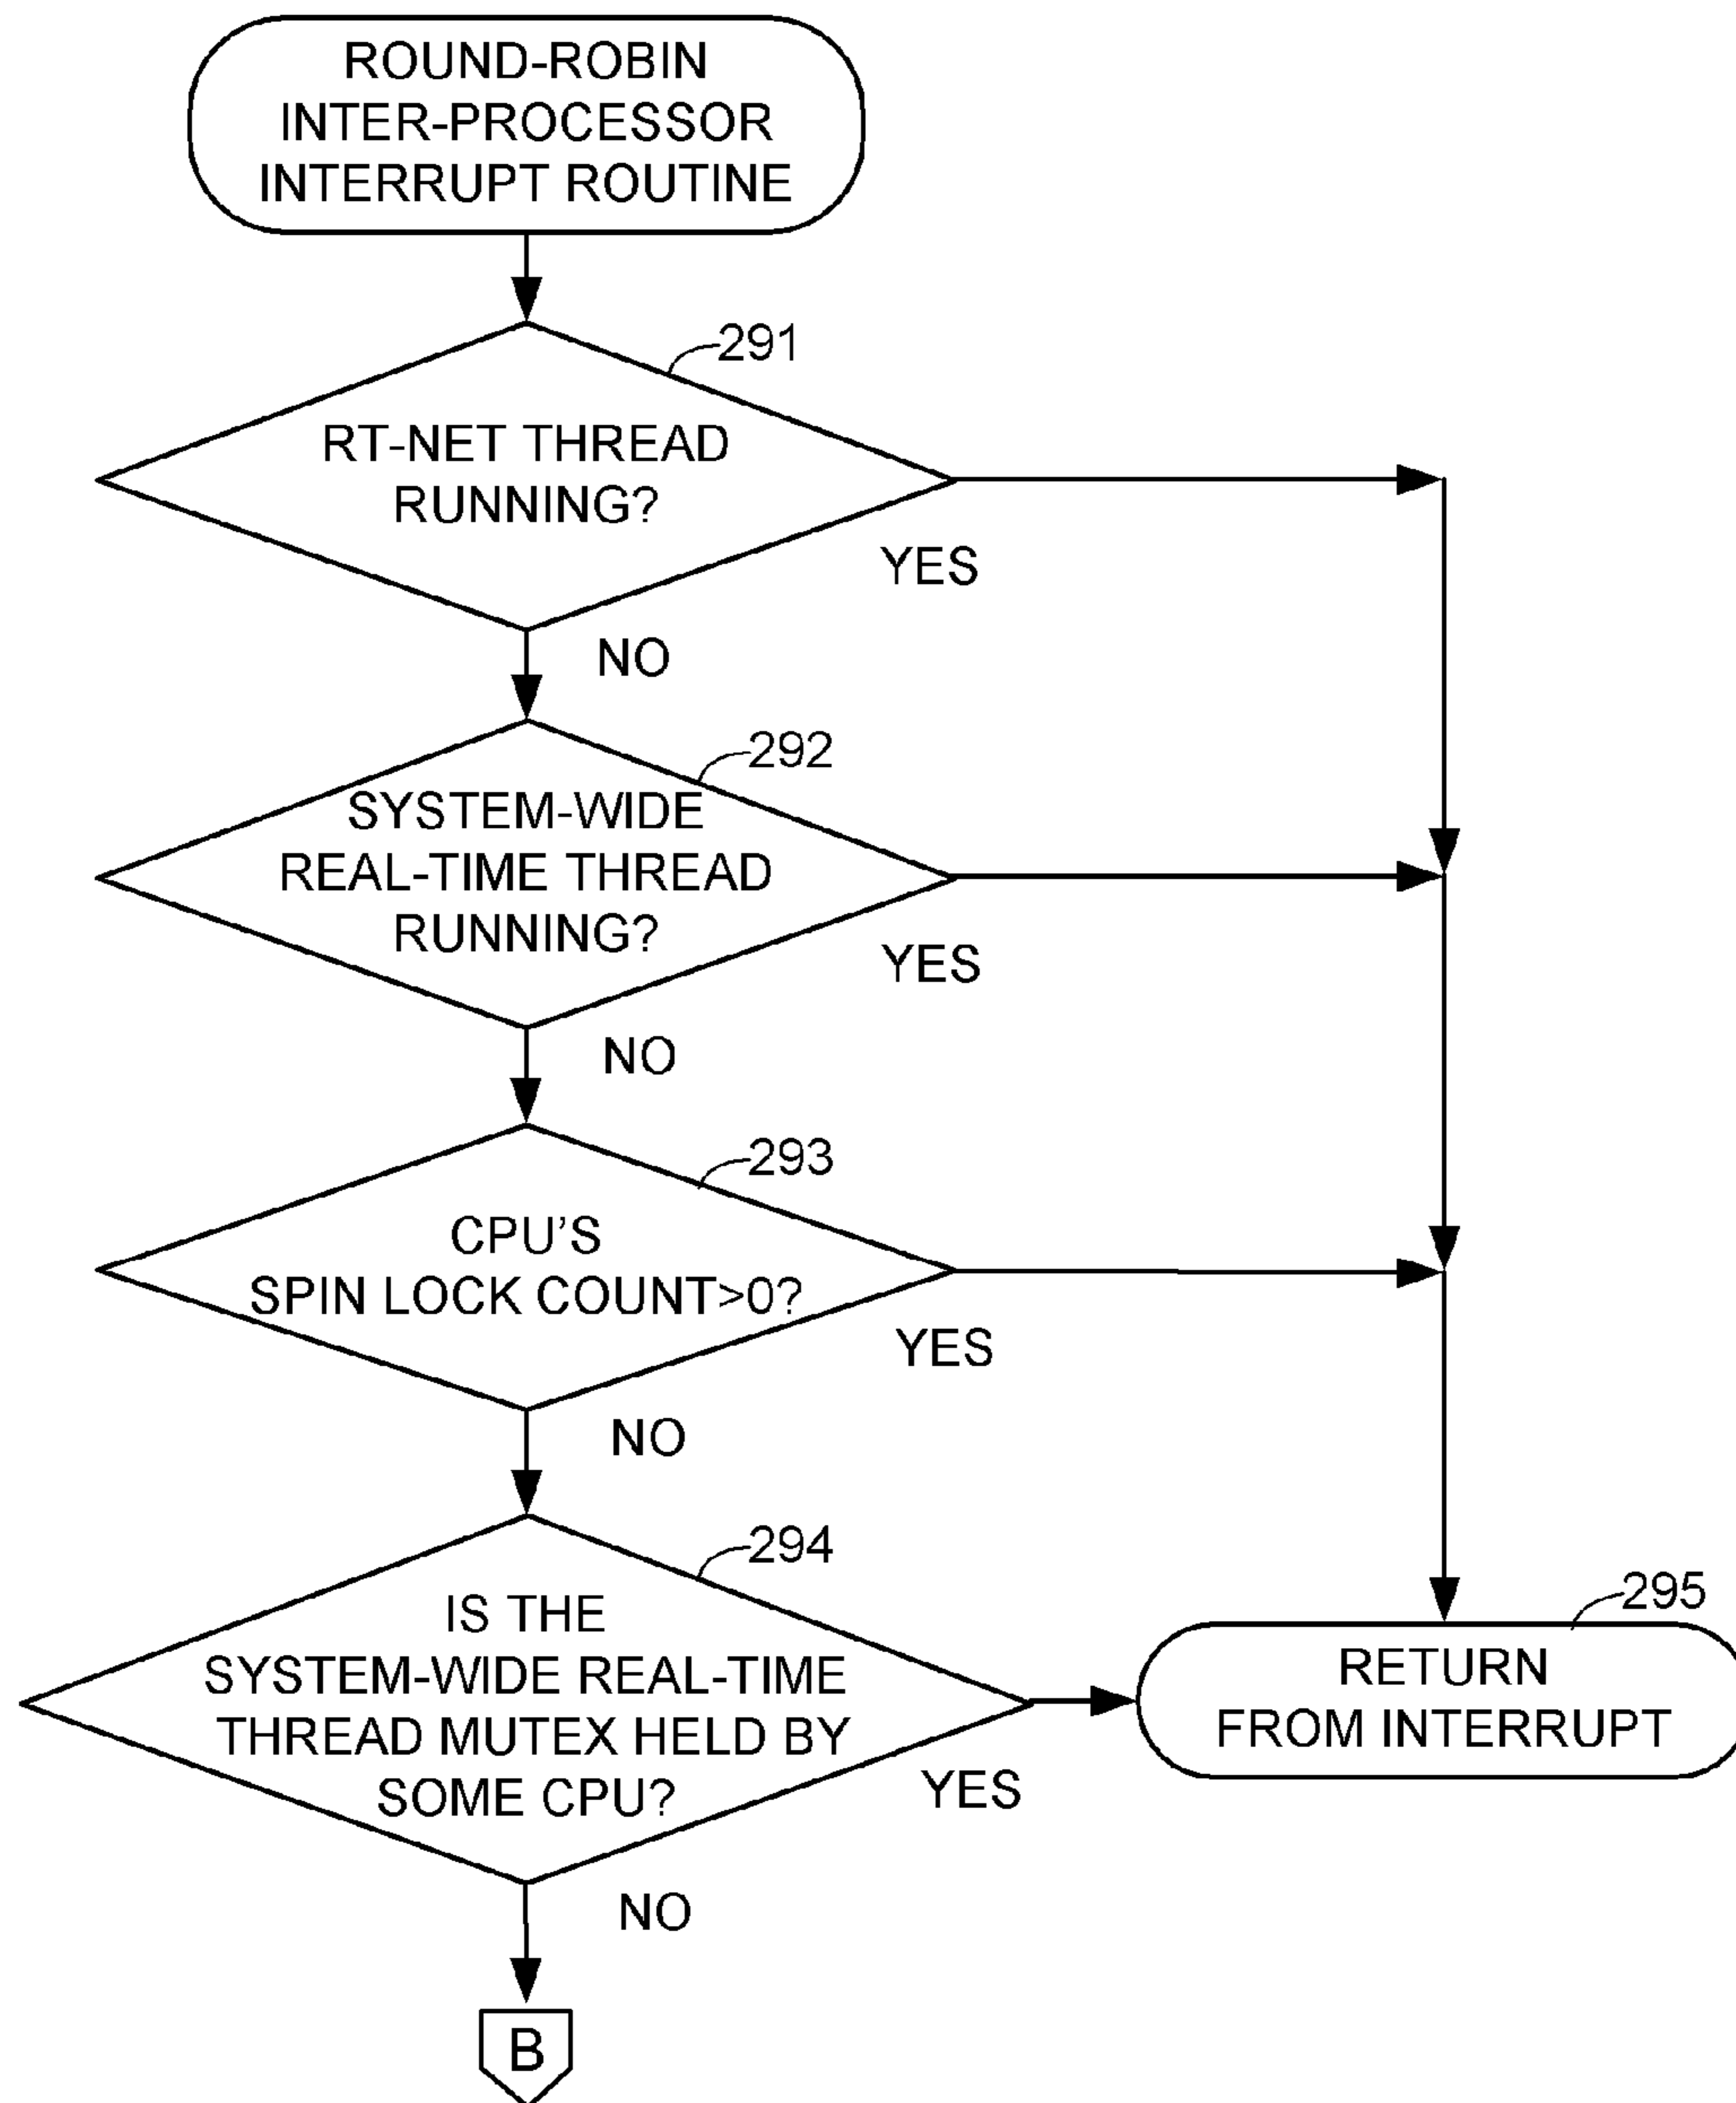 ROUND-ROBIN
INTER-PROCESSOR
INTERRUPT ROUTINE
291
RT-NET THREAD
RUNNING?
YES
NO
292
SYSTEM-WIDE
REAL-TIME THREAD
RUNNING?
YES
NO
293
CPU'S
SPIN LOCK COUNT>0?
YES
NO
294
IS THE
SYSTEM-WIDE REAL-TIME
THREAD MUTEX HELD BY
SOME CPU?
YES
295
RETURN
FROM INTERRUPT
NO
B